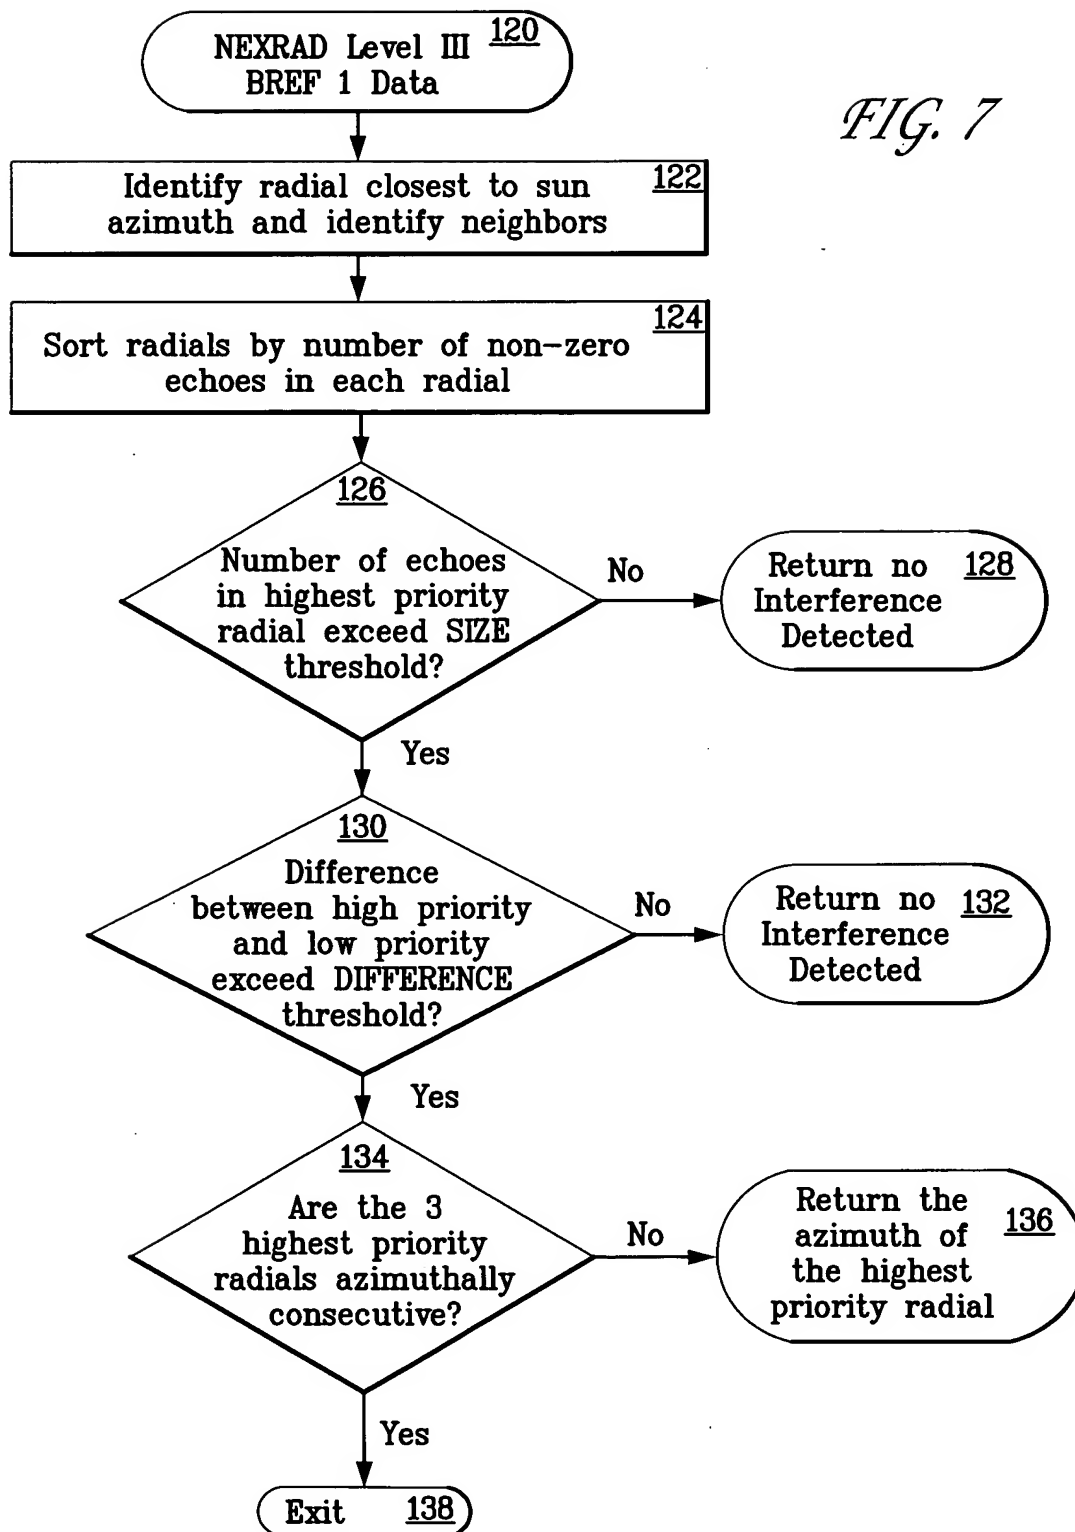 NEXRAD Level III 120
BREF 1 Data
FIG. 7
Identify radial closest to sun 122
azimuth and identify neighbors
124
Sort radials by number of non-zero
echoes in each radial
126
Number of echoes
in highest priority
radial exceed SIZE
threshold?
No
Return no 128
Interference
Detected
Yes
130
Difference
between high priority
and low priority
exceed DIFFERENCE
threshold?
No
Return no 132
Interference
Detected
Yes
134
Are the 3
highest priority
radials azimuthally
consecutive?
No
Return the
azimuth of 136
the highest
priority radial
Yes
Exit 138